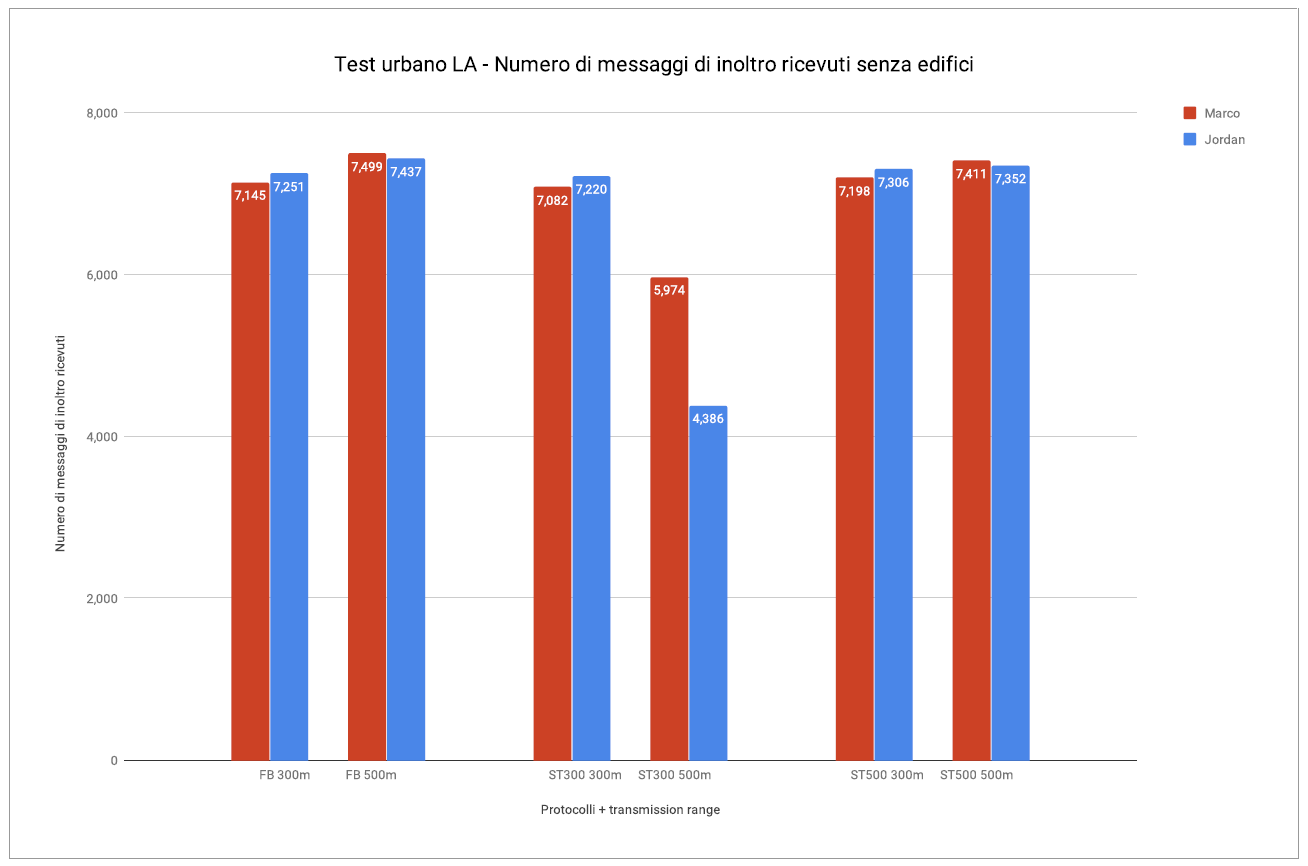 Test urbano LA - Numero di messaggi di inoltro ricevuti senza edifici
Marco
Jordan
Numero di messaggi di inoltro ricevuti
8,000
6,000
4,000
2,000
0
7,145
7,251
7,499
7,437
7,082
7,220
5,974
4,386
7,198
7,306
7,411
7,352
FB 300m
FB 500m
ST300 300m
ST300 500m
ST500 300m
ST500 500m
Protocolli + transmission range